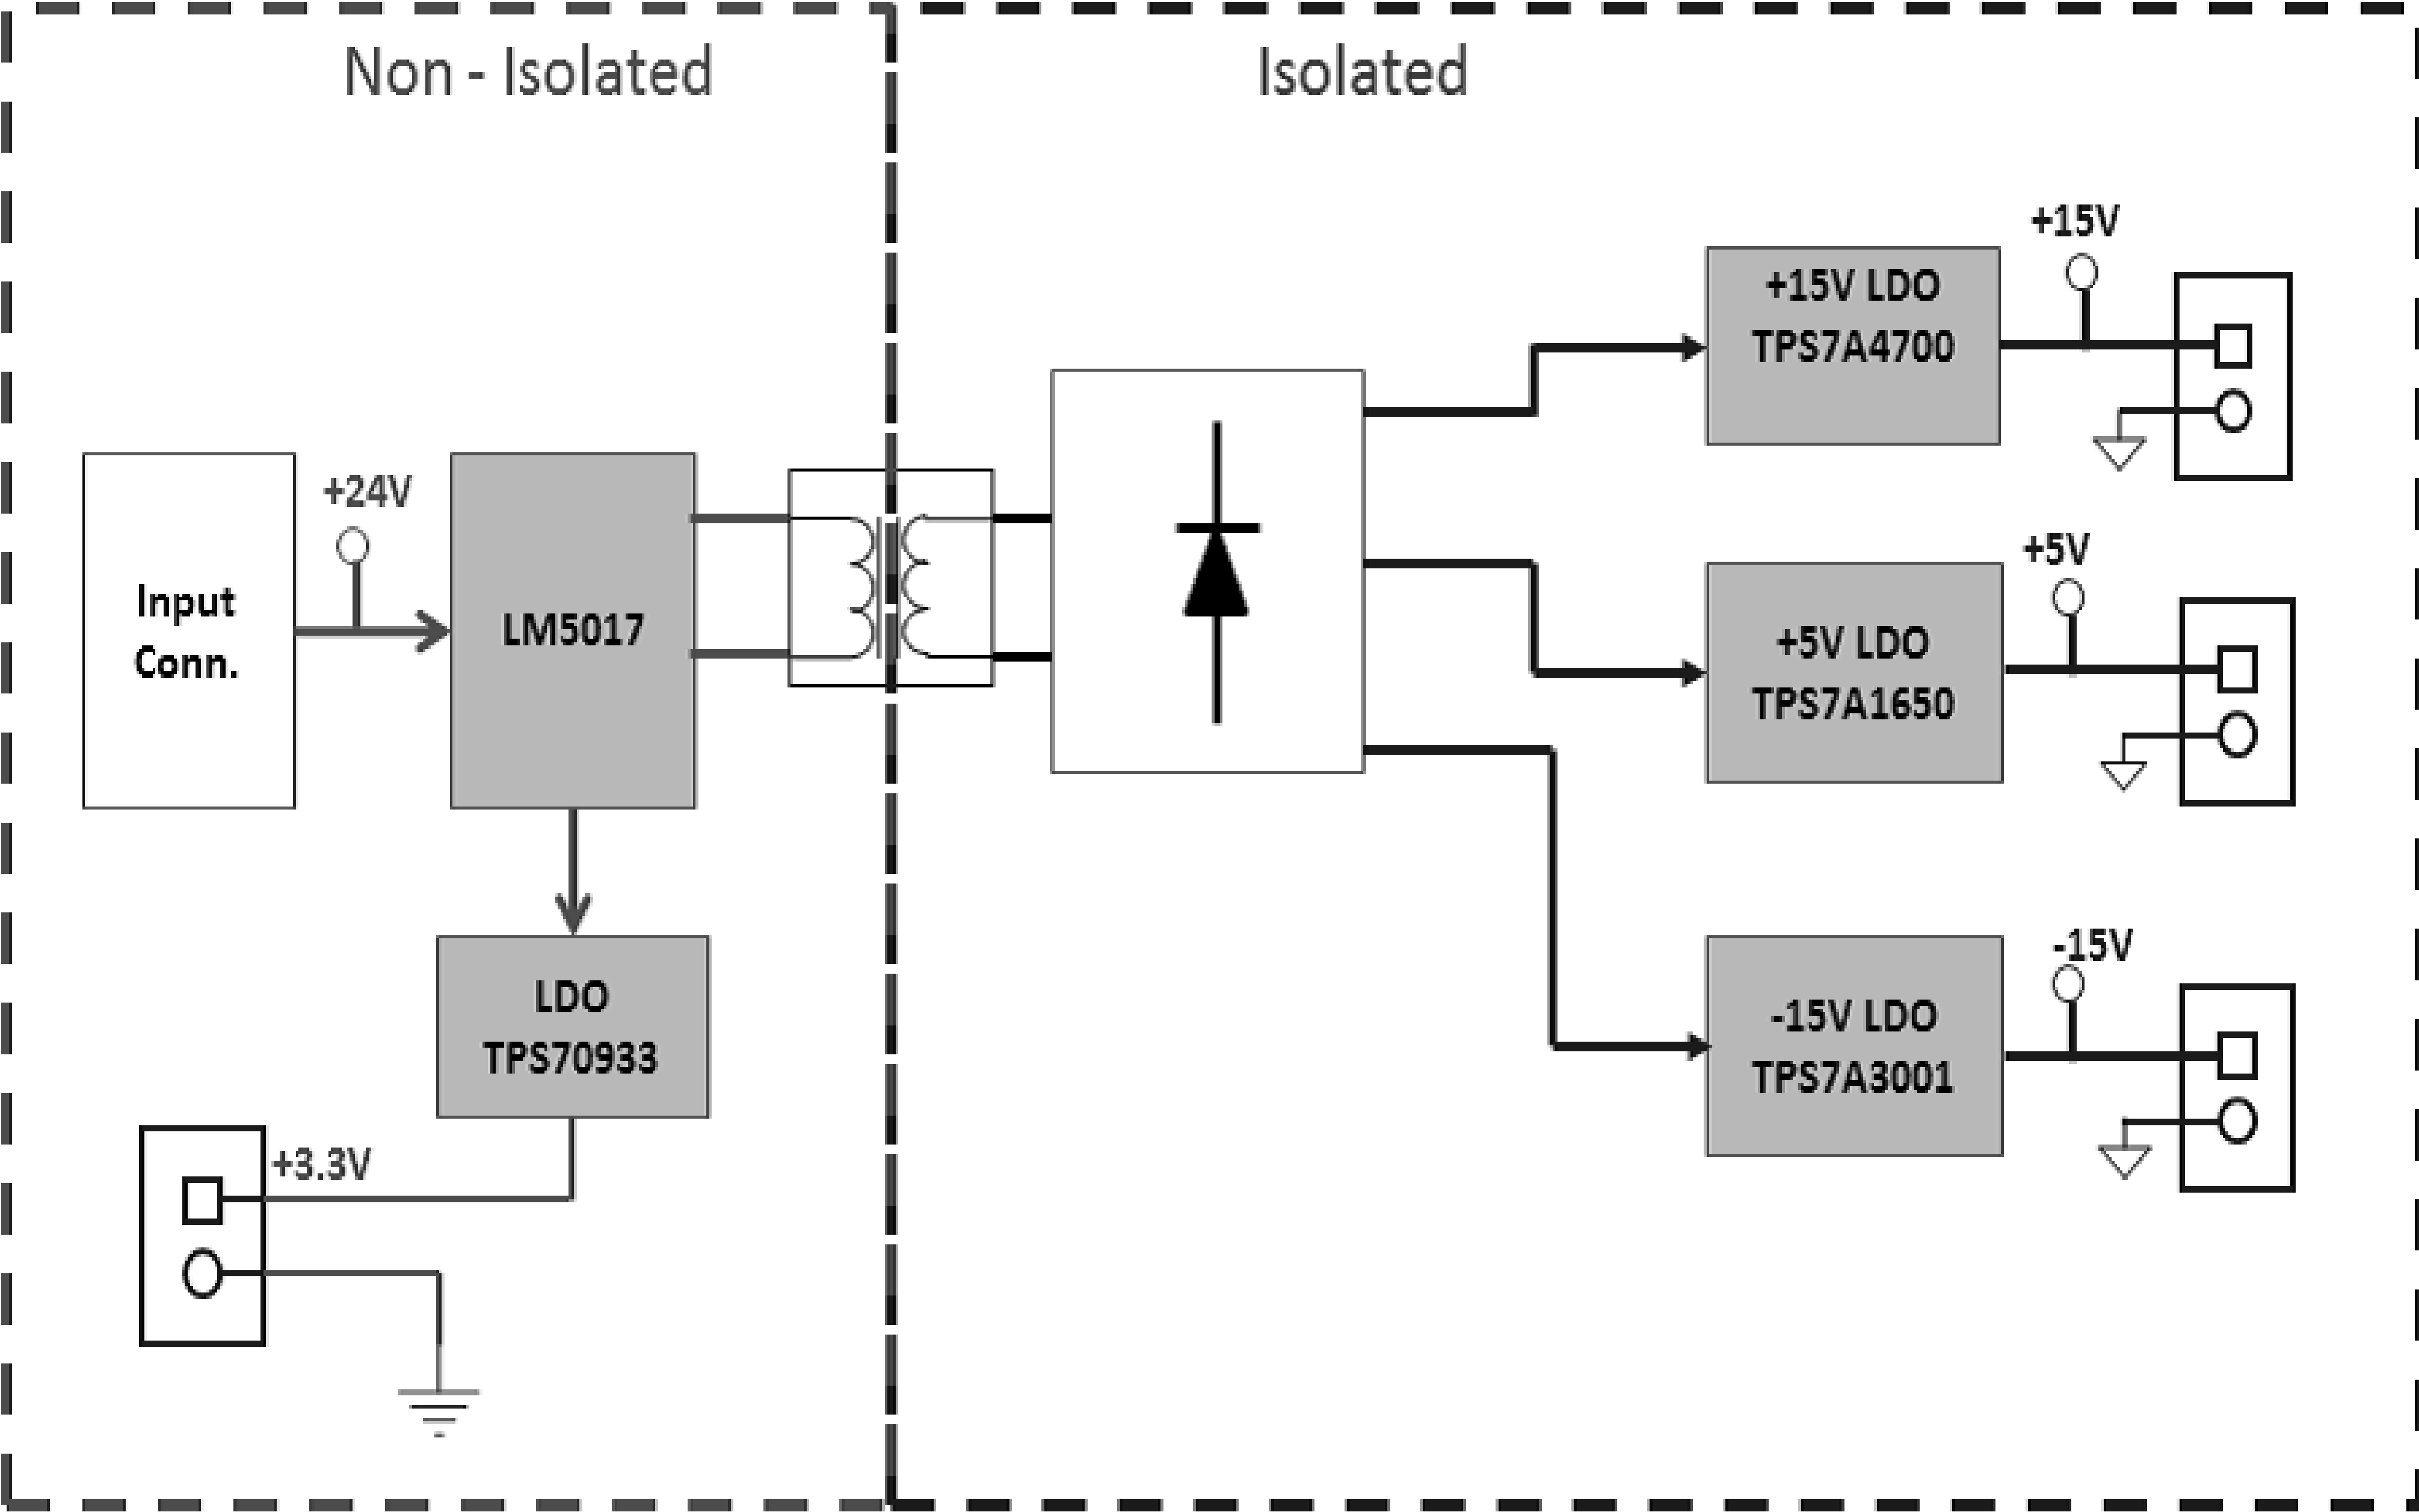 Non - Isolated
Isolated
+15V
+15V LDO
TPS7A4700
+24V
Input
Conn.
LM5017
+5V
+5V LDO
TPS7A1650
LDO
TPS70933
-15V
-15V LDO
TPS7A3001
+3.3V